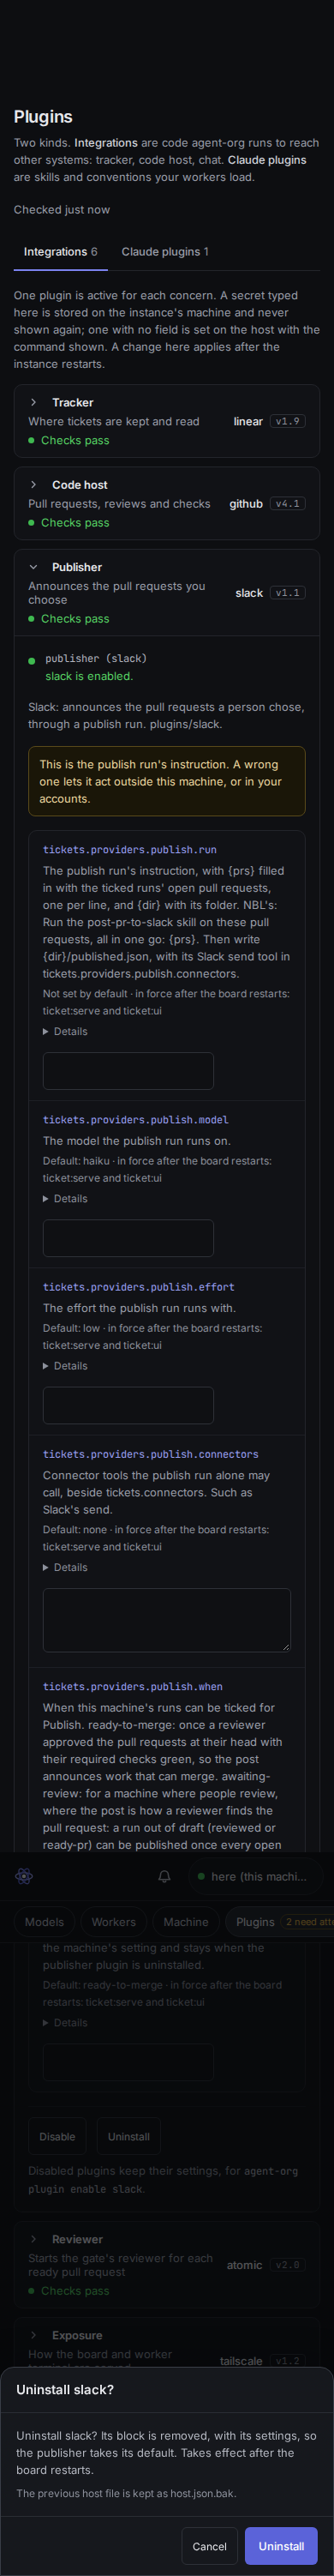 Plugins
Two kinds. Integrations are code agent-org runs to reach
other systems: tracker, code host, chat. Claude plugins
are skills and conventions your workers load.
Checked just now
Integrations 6
Claude plugins 1
One plugin is active for each concern. A secret typed
here is stored on the instance's machine and never
shown again; one with no field is set on the host with the
command shown. A change here applies after the
instance restarts.
Tracker
Where tickets are kept and read
linear v1.9
Checks pass
Code host
Pull requests, reviews and checks
github v4.1
Checks pass
Publisher
Announces the pull requests you
choose
slack v1.1
Checks pass
publisher (slack)
slack is enabled.
Slack: announces the pull requests a person chose,
through a publish run. plugins/slack.
This is the publish run's instruction. A wrong
one lets it act outside this machine, or in your
accounts.
tickets.providers.publish.run
The publish run's instruction, with {prs} filled
in with the ticked runs' open pull requests,
one per line, and {dir} with its folder. NBL's:
Run the post-pr-to-slack skill on these pull
requests, all in one go: {prs}. Then write
{dir}/published.json, with its Slack send tool in
tickets.providers.publish.connectors.
Not set by default · in force after the board restarts:
ticket:serve and ticket:ui
Details
tickets.providers.publish.model
The model the publish run runs on.
Default: haiku · in force after the board restarts:
ticket:serve and ticket:ui
Details
tickets.providers.publish.effort
The effort the publish run runs with.
Default: low · in force after the board restarts:
ticket:serve and ticket:ui
Details
tickets.providers.publish.connectors
Connector tools the publish run alone may
call, beside tickets.connectors. Such as
Slack's send.
Default: none · in force after the board restarts:
ticket:serve and ticket:ui
Details
tickets.providers.publish.when
When this machine's runs can be ticked for
Publish. ready-to-merge: once a reviewer
approved the pull requests at their head with
their required checks green, so the post
announces work that can merge. awaiting-
review: for a machine where people review,
where the post is how a reviewer finds the
pull request: a run out of draft (reviewed or
ready-pr) can be published once every open
here (this machi...
Models
Workers
Machine
Plugins 2 need atte
the machine's setting and stays when the
publisher plugin is uninstalled.
Default: ready-to-merge · in force after the board
restarts: ticket:serve and ticket:ui
Details
Disable
Uninstall
Disabled plugins keep their settings, for agent-org
plugin enable slack.
Reviewer
Starts the gate's reviewer for each
ready pull request
atomic v2.0
Checks pass
Exposure
How the board and worker
tailscale v1.2
Uninstall slack?
Uninstall slack? Its block is removed, with its settings, so
the publisher takes its default. Takes effect after the
board restarts.
The previous host file is kept as host.json.bak.
Cancel
Uninstall